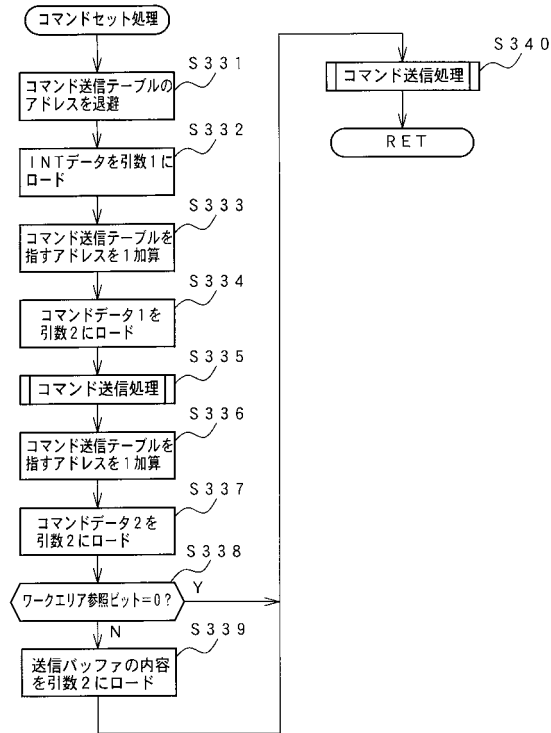 コマンドセット処理
S331
コマンド送信テーブルの
アドレスを退避
S332
INTデータを引数1に
ロード
S333
コマンド送信テーブルを
指すアドレスを1加算
S334
コマンドデータ1を
引数2にロード
S335
コマンド送信処理
S336
コマンド送信テーブルを
指すアドレスを1加算
S337
コマンドデータ2を
引数2にロード
S338
ワークエリア参照ビット=0?
Y
N
S339
送信バッファの内容
を引数2にロード
S340
コマンド送信処理
RET